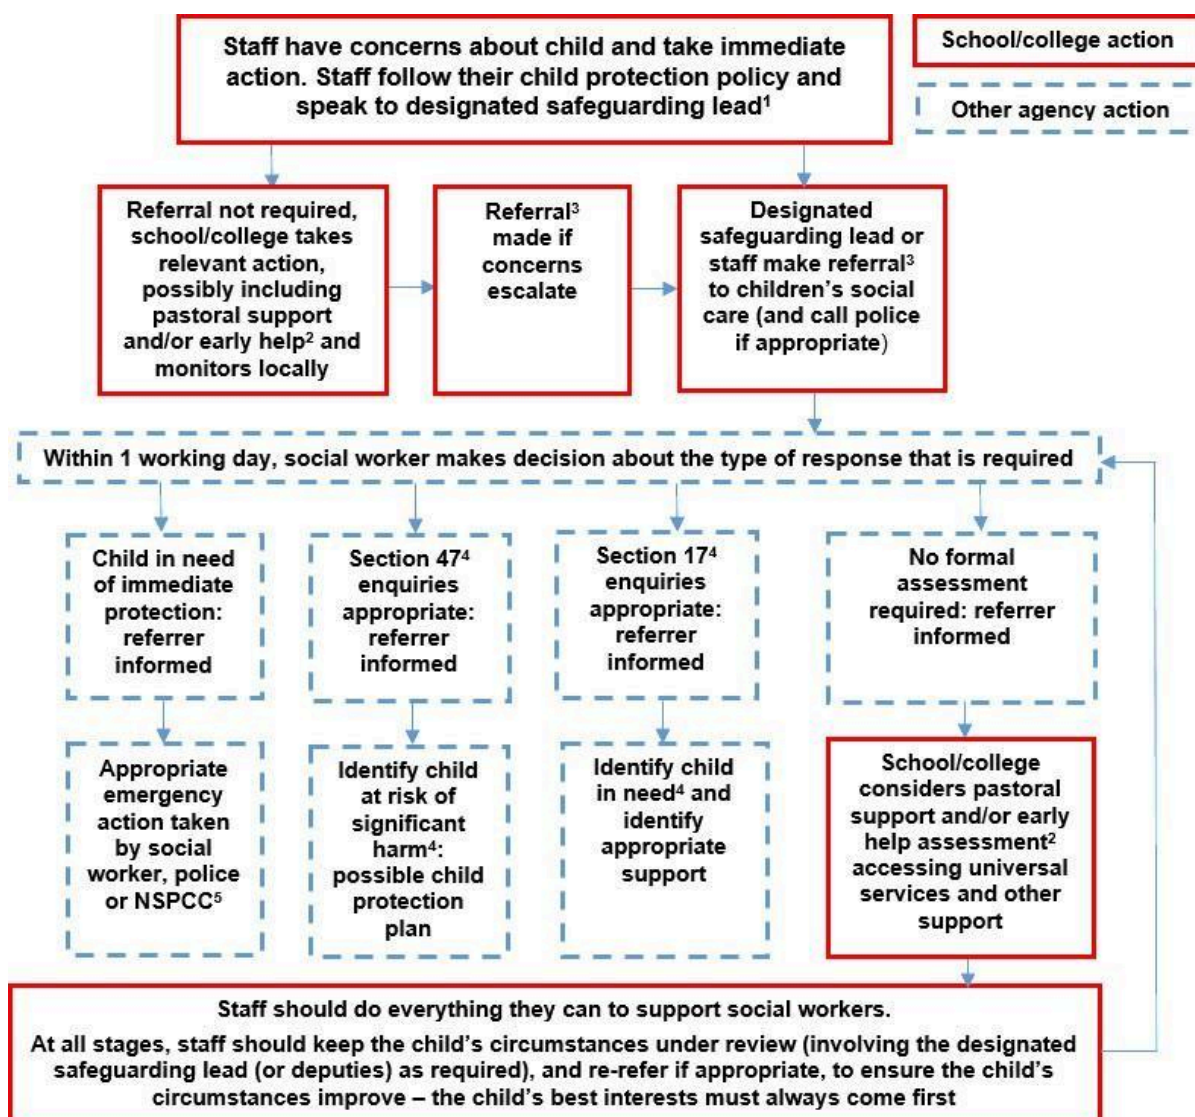 Staff have concerns about child and take immediate
action. Staff follow their child protection policy and
speak to designated safeguarding lead¹
School/college action
Other agency action
Referral not required,
school/college takes
relevant action,
possibly including
pastoral support
and/or early help² and
monitors locally
Referral³
made if
concerns
escalate
Designated
safeguarding lead or
staff make referral³
to children’s social
care (and call police
if appropriate)
Within 1 working day, social worker makes decision about the type of response that is required
Child in need
of immediate
protection:
referrer
informed
Section 47⁴
enquiries
appropriate:
referrer
informed
Section 17⁴
enquiries
appropriate:
referrer
informed
No formal
assessment
required: referrer
informed
Appropriate
emergency
action taken
by social
worker, police
or NSPCC⁵
Identify child
at risk of
significant
harm⁴:
possible child
protection
plan
Identify child
in need⁴ and
identify
appropriate
support
School/college
considers pastoral
support and/or early
help assessment²
accessing universal
services and other
support
Staff should do everything they can to support social workers.
At all stages, staff should keep the child’s circumstances under review (involving the designated
safeguarding lead (or deputies) as required), and re-refer if appropriate, to ensure the child’s
circumstances improve – the child’s best interests must always come first